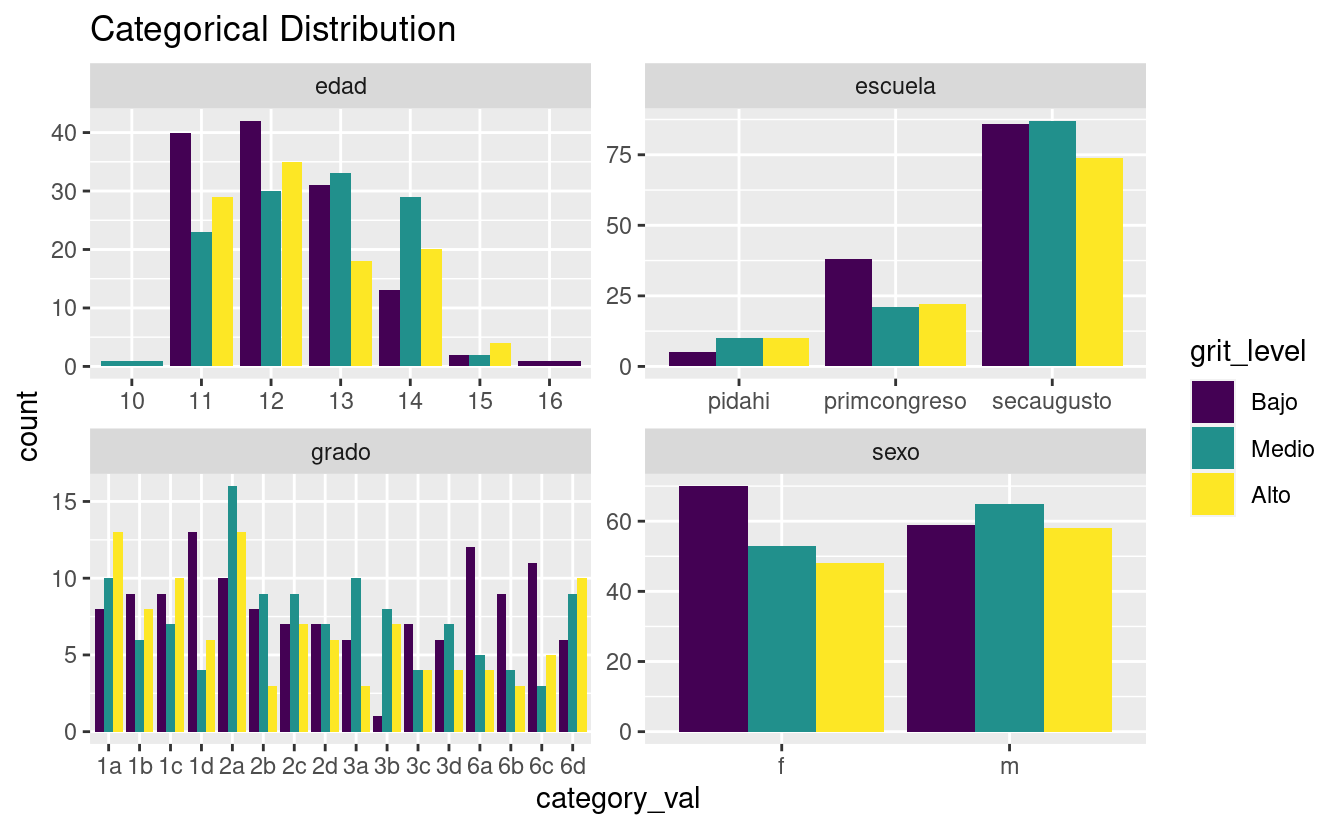 Categorical Distribution
edad
escuela
40
30
20
10
0
10 11 12 13 14 15 16
75
50
25
0
pidahi primcongreso secaugusto
grado
sexo
15
10
5
0
1a 1b 1c 1d 2a 2b 2c 2d 3a 3b 3c 3d 6a 6b 6c 6d
60
40
20
0
f m
count
category_val
grit_level
Bajo
Medio
Alto